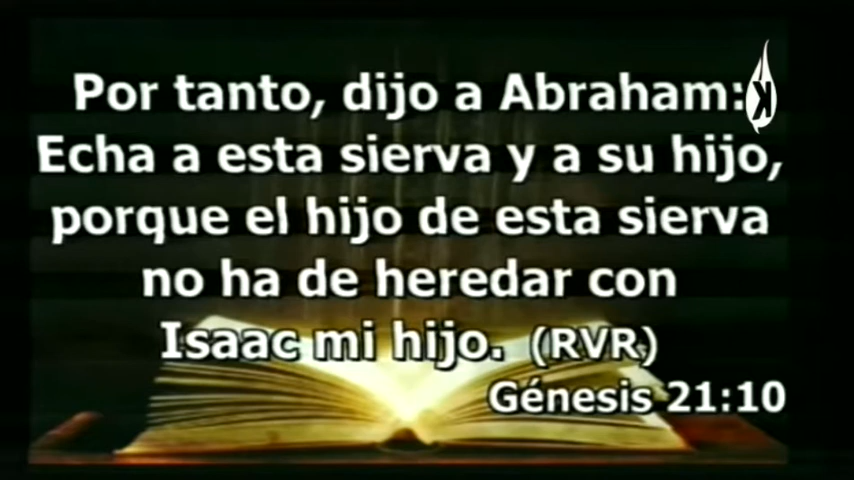 Por tanto, dijo a Abraham:
Echa a esta sierva y a su hijo,
porque el hijo de esta sierva
no ha de heredar con
Isaac mi hijo. (RVR)
Génesis 21:10
K